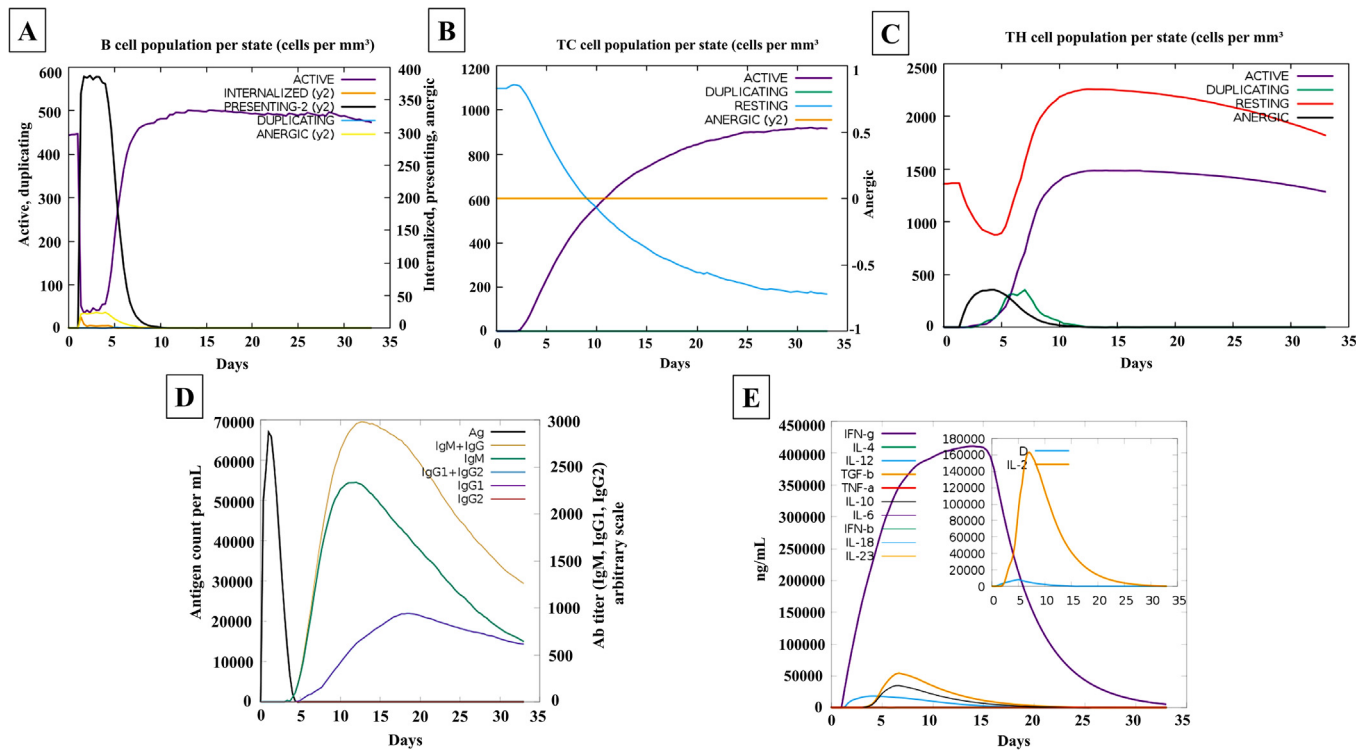 A
B cell population per state (cells per mm³)
600
500
400
300
200
100
0
Active, duplicating
ACTIVE
INTERNALIZED (y2)
PRESENTING-2 (y2)
DUPLICATING
ANERGIC (y2)
400
350
300
250
200
150
100
50
0
Internalized, presenting, anergic
0 5 10 15 20 25 30 35
Days
B
TC cell population per state (cells per mm³
1200
1000
800
600
400
200
0
ACTIVE
DUPLICATING
RESTING
ANERGIC (y2)
1
0.5
0
-0.5
-1
Anergic
0 5 10 15 20 25 30 35
Days
C
TH cell population per state (cells per mm³
2500
2000
1500
1000
500
0
ACTIVE
DUPLICATING
RESTING
ANERGIC
0 5 10 15 20 25 30 35
Days
D
70000
60000
50000
40000
30000
20000
10000
0
Antigen count per mL
Ag
IgM+IgG
IgM
IgG1+IgG2
IgG1
IgG2
3000
2500
2000
1500
1000
500
0
Ab titer (IgM, IgG1, IgG2)
arbitrary scale
0 5 10 15 20 25 30 35
Days
E
450000
400000
350000
300000
250000
200000
150000
100000
50000
0
ng/mL
IFN-g
IL-4
IL-12
TGF-b
TNF-a
IL-10
IL-6
IFN-b
IL-18
IL-23
180000
160000
140000
120000
100000
80000
60000
40000
20000
0
D
IL-2
0 5 10 15 20 25 30 35
0 5 10 15 20 25 30 35
Days